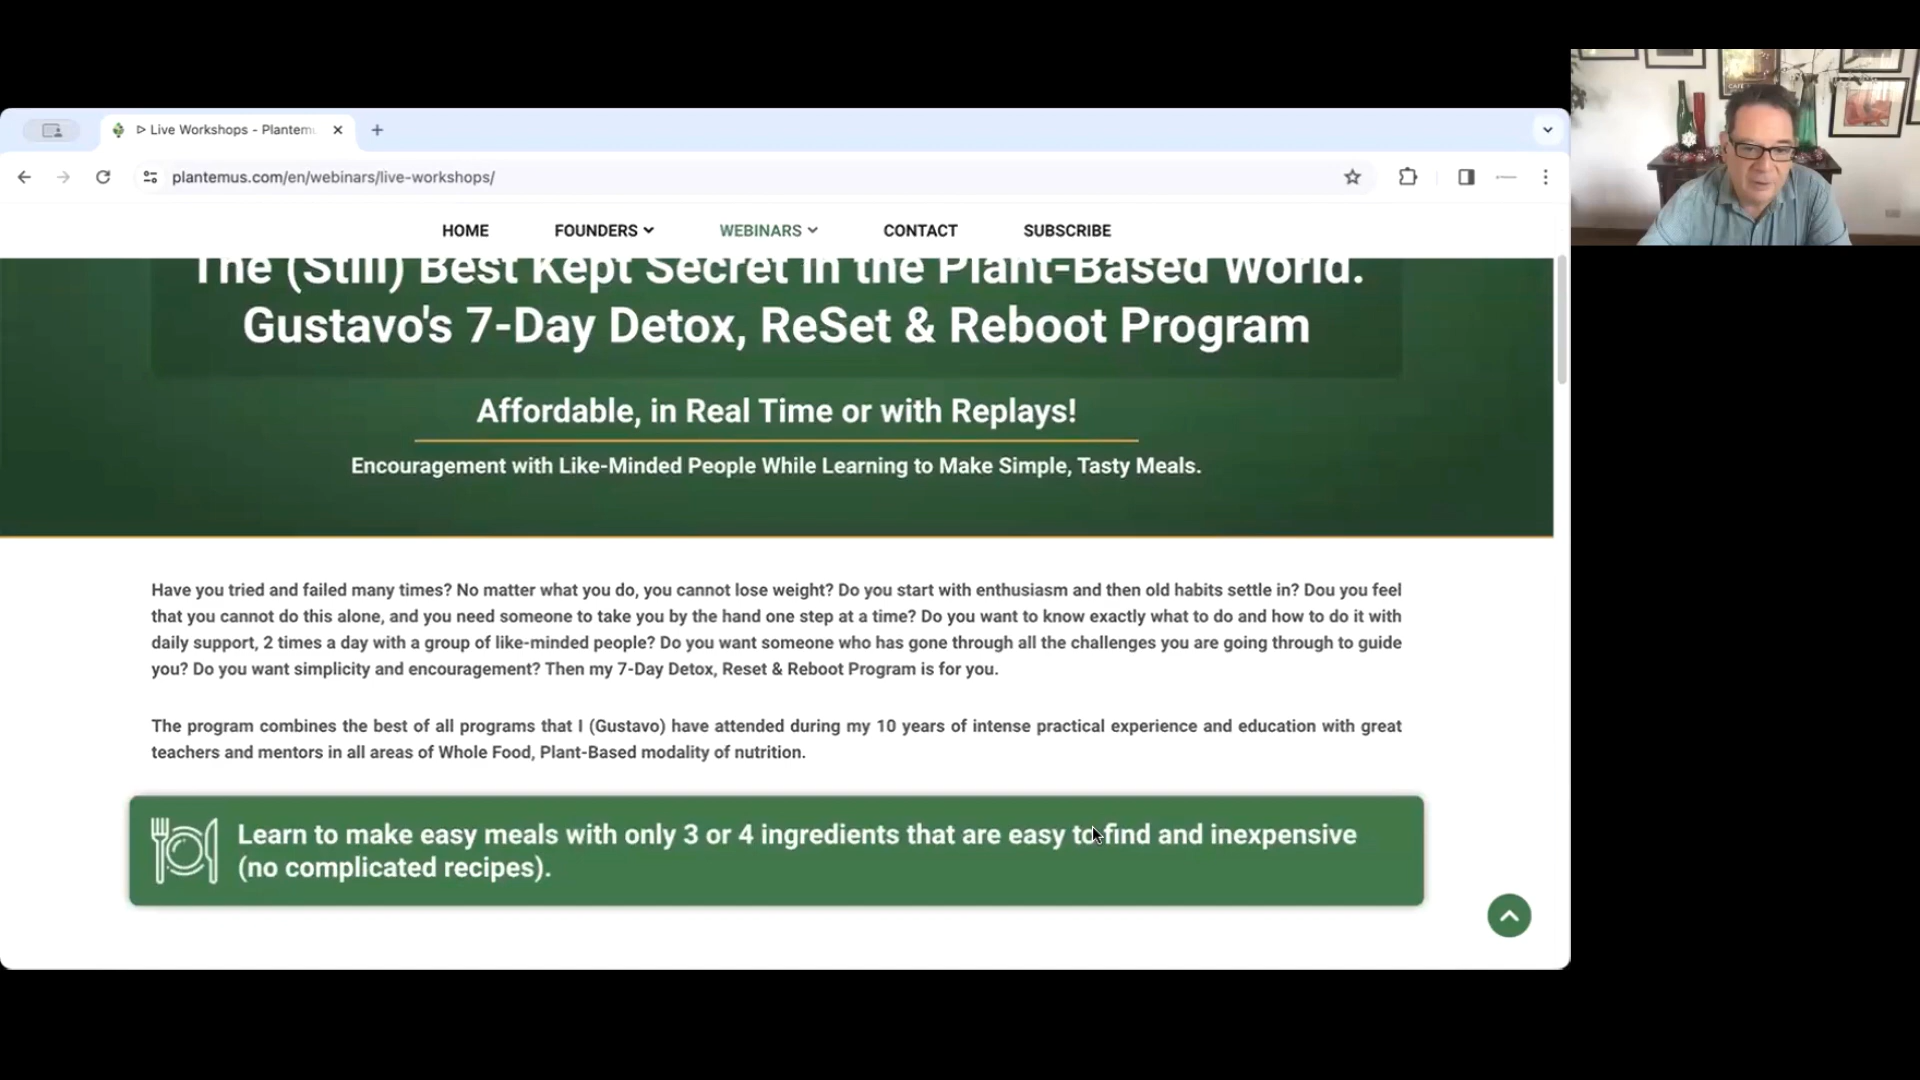 Live Workshops - Plantem
plantemus.com/en/webinars/live-workshops/
HOME FOUNDERS WEBINARS CONTACT SUBSCRIBE
The (Still) Best Kept Secret in the Plant-Based World.
Gustavo's 7-Day Detox, ReSet & Reboot Program
Affordable, in Real Time or with Replays!
Encouragement with Like-Minded People While Learning to Make Simple, Tasty Meals.
Have you tried and failed many times? No matter what you do, you cannot lose weight? Do you start with enthusiasm and then old habits settle in? Dou you feel
that you cannot do this alone, and you need someone to take you by the hand one step at a time? Do you want to know exactly what to do and how to do it with
daily support, 2 times a day with a group of like-minded people? Do you want someone who has gone through all the challenges you are going through to guide
you? Do you want simplicity and encouragement? Then my 7-Day Detox, Reset & Reboot Program is for you.
The program combines the best of all programs that I (Gustavo) have attended during my 10 years of intense practical experience and education with great
teachers and mentors in all areas of Whole Food, Plant-Based modality of nutrition.
Learn to make easy meals with only 3 or 4 ingredients that are easy to find and inexpensive
(no complicated recipes).